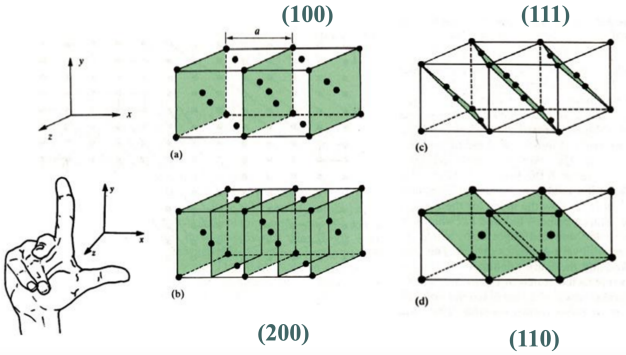 (100)
(111)
a
y
x
z
(a)
(c)
y
x
z
(b)
(d)
(200)
(110)